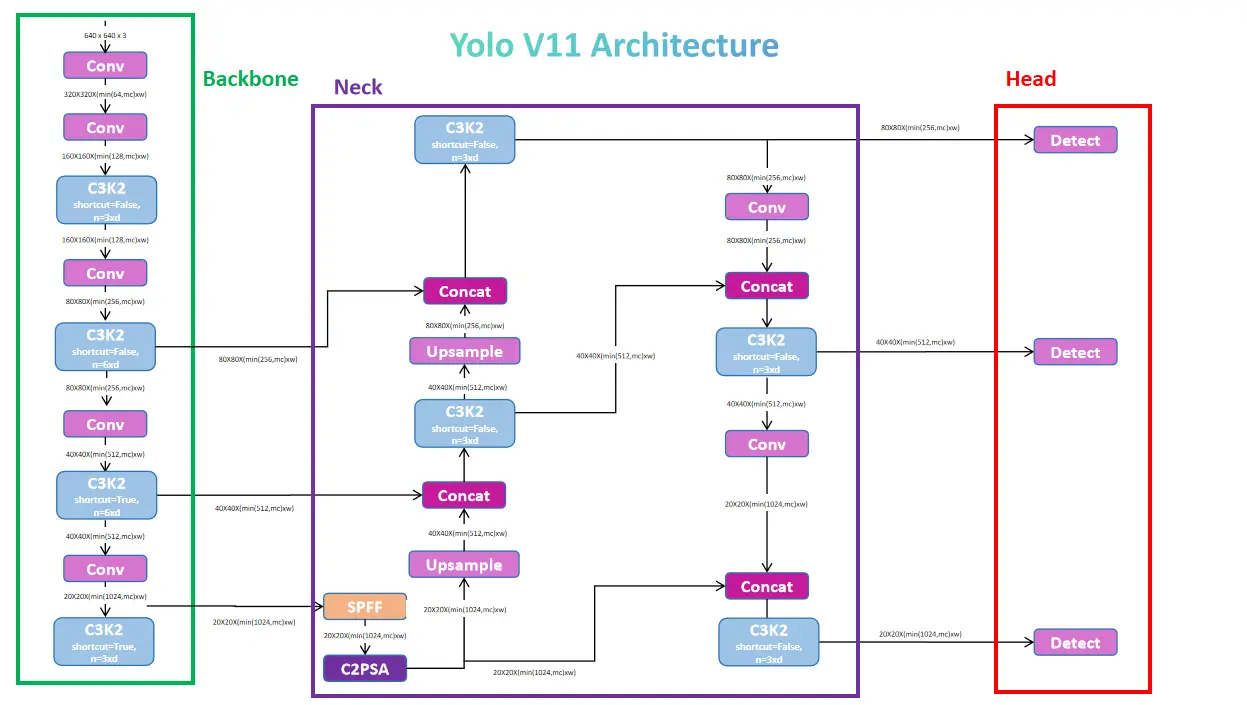 Yolo V11 Architecture
Backbone
640 x 640 x 3
Conv
320X320X(min(64,mc)xw)
Conv
160X160X(min(128,mc)xw)
C3K2
shortcut=False,
n=3xd
160X160X(min(128,mc)xw)
Conv
80X80X(min(256,mc)xw)
C3K2
shortcut=False,
n=6xd
80X80X(min(256,mc)xw)
80X80X(min(256,mc)xw)
Conv
40X40X(min(512,mc)xw)
C3K2
shortcut=True,
n=6xd
40X40X(min(512,mc)xw)
40X40X(min(512,mc)xw)
Conv
20X20X(min(1024,mc)xw)
C3K2
shortcut=True,
n=3xd
20X20X(min(1024,mc)xw)
Neck
C3K2
shortcut=False,
n=3xd
Concat
80X80X(min(256,mc)xw)
Upsample
40X40X(min(512,mc)xw)
C3K2
shortcut=False,
n=3xd
Concat
40X40X(min(512,mc)xw)
Upsample
20X20X(min(1024,mc)xw)
SPFF
20X20X(min(1024,mc)xw)
C2PSA
20X20X(min(1024,mc)xw)
40X40X(min(512,mc)xw)
80X80X(min(256,mc)xw)
80X80X(min(256,mc)xw)
Conv
80X80X(min(256,mc)xw)
Concat
C3K2
shortcut=False,
n=3xd
40X40X(min(512,mc)xw)
40X40X(min(512,mc)xw)
Conv
20X20X(min(1024,mc)xw)
Concat
C3K2
shortcut=False,
n=3xd
20X20X(min(1024,mc)xw)
Head
Detect
Detect
Detect